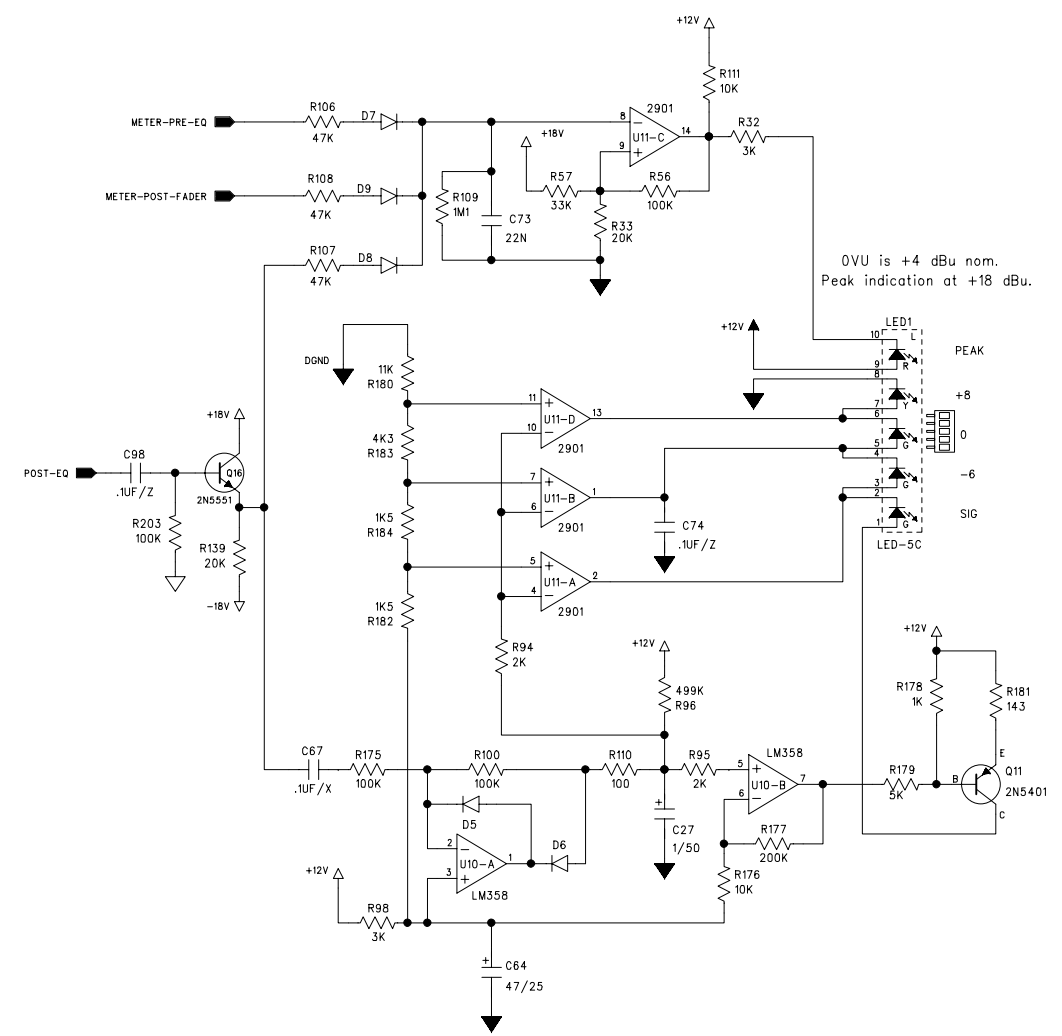 +12V
R111
10K
R106
D7
METER-PRE-EQ
47K
8
2901
U11-C
14
9
R32
3K
+18V
R108
D9
METER-POST-FADER
47K
R109
1M1
C73
22N
R57
33K
R56
100K
R33
20K
R107
D8
47K
0VU is +4 dBu nom.
Peak indication at +18 dBu.
LED1
+12V
10
L
9
R
PEAK
DGND
11K
R180
8
7
Y
+8
11
U11-D
13
10
2901
6
5
G
0
+18V
4K3
R183
C98
POST-EQ
.1UF/Z
Q16
2N5551
7
U11-B
1
6
2901
4
3
G
-6
R203
100K
1K5
R184
C74
.1UF/Z
2
1
G
SIG
LED-5C
R139
20K
-18V
5
U11-A
2
4
2901
1K5
R182
R94
2K
+12V
499K
R96
+12V
R178
1K
R181
143
C67
.1UF/X
R175
100K
R100
100K
R110
100
R95
2K
LM358
5
U10-B
7
6
R179
5K
B
E
Q11
2N5401
C
D5
C27
1/50
R177
200K
2
U10-A
1
3
LM358
D6
R176
10K
+12V
R98
3K
C64
47/25